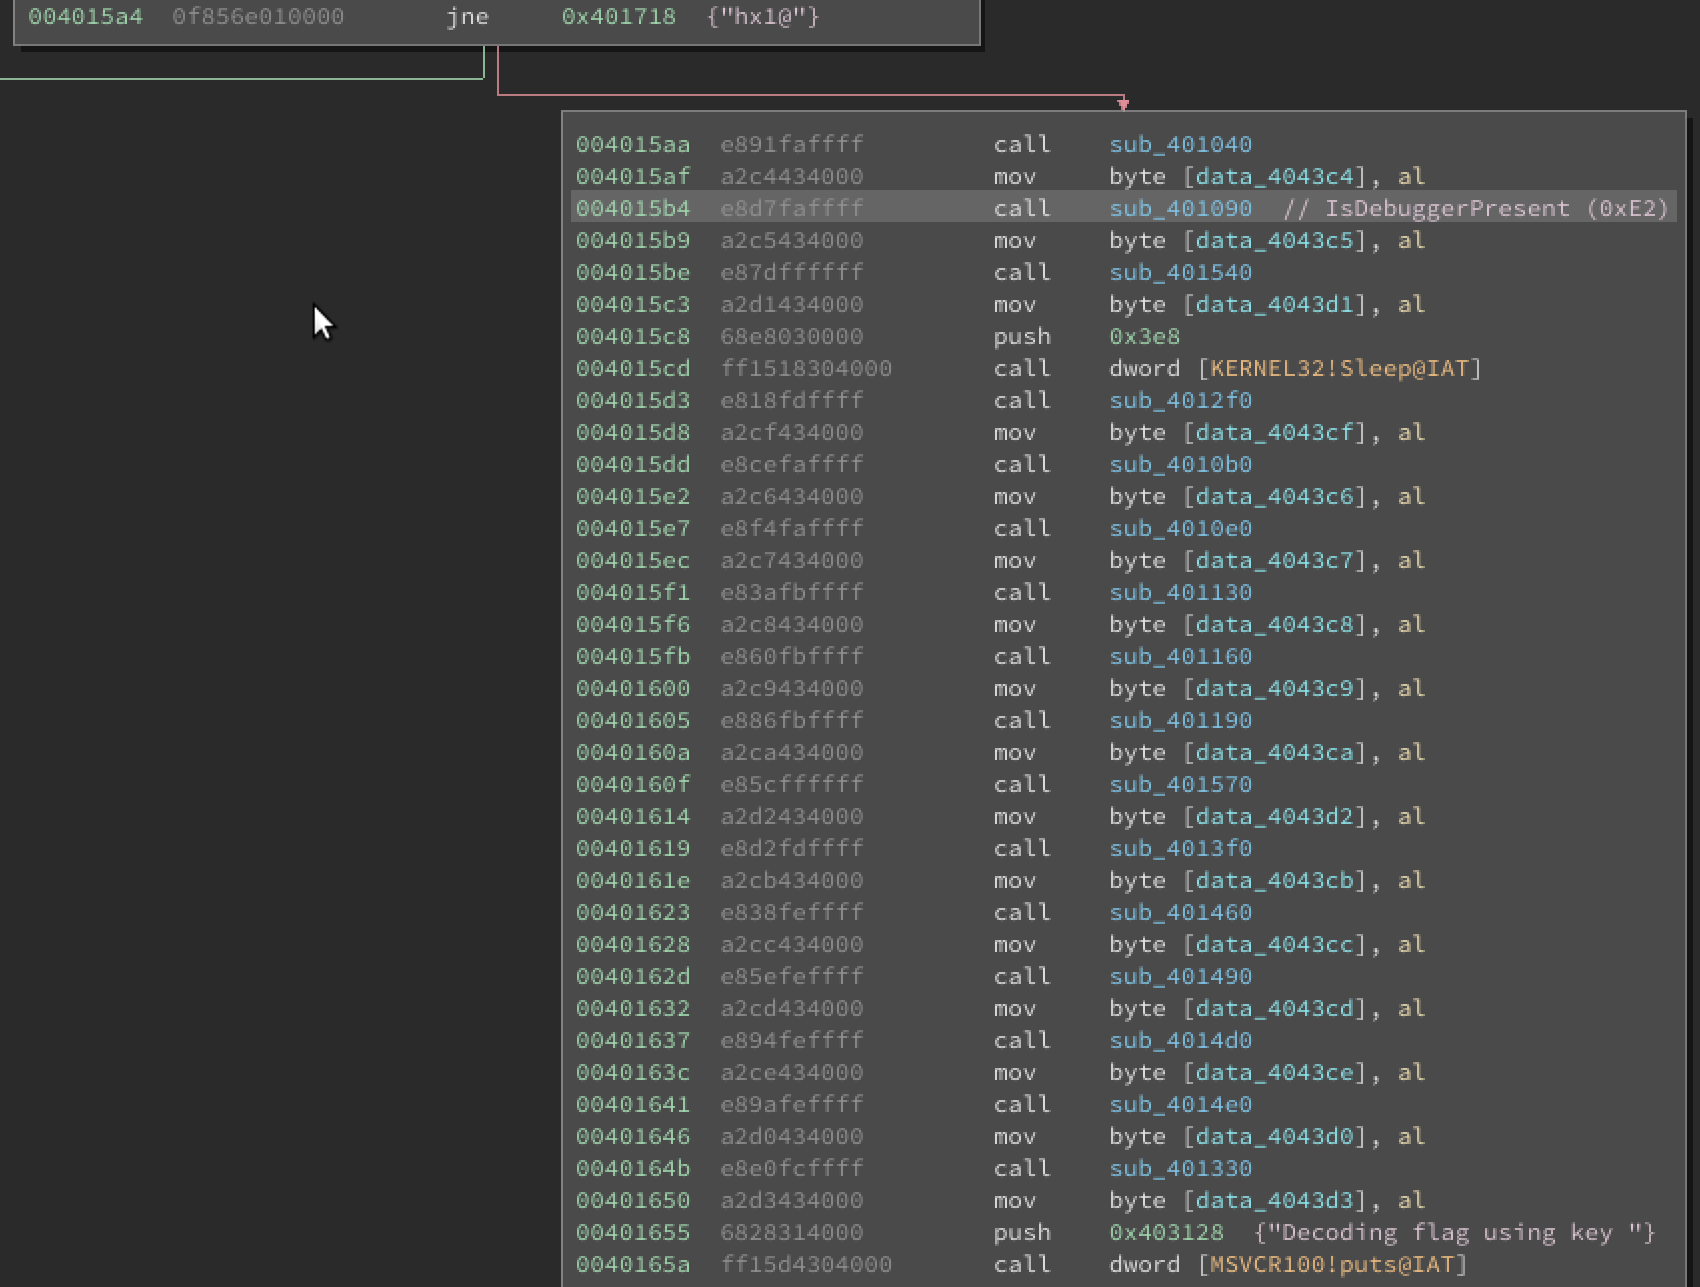 004015a4 0f856e010000 jne 0x401718 {"hx1@"}
004015aa e891faffff call sub_401040
004015af a2c4434000 mov byte [data_4043c4], al
004015b4 e8d7faffff call sub_401090 // IsDebuggerPresent (0xE2)
004015b9 a2c5434000 mov byte [data_4043c5], al
004015be e87dffffff call sub_401540
004015c3 a2d1434000 mov byte [data_4043d1], al
004015c8 68e8030000 push 0x3e8
004015cd ff1518304000 call dword [KERNEL32!Sleep@IAT]
004015d3 e818fdffff call sub_4012f0
004015d8 a2cf434000 mov byte [data_4043cf], al
004015dd e8cefaffff call sub_4010b0
004015e2 a2c6434000 mov byte [data_4043c6], al
004015e7 e8f4faffff call sub_4010e0
004015ec a2c7434000 mov byte [data_4043c7], al
004015f1 e83afbffff call sub_401130
004015f6 a2c8434000 mov byte [data_4043c8], al
004015fb e860fbffff call sub_401160
00401600 a2c9434000 mov byte [data_4043c9], al
00401605 e886fbffff call sub_401190
0040160a a2ca434000 mov byte [data_4043ca], al
0040160f e85cffffff call sub_401570
00401614 a2d2434000 mov byte [data_4043d2], al
00401619 e8d2fdffff call sub_4013f0
0040161e a2cb434000 mov byte [data_4043cb], al
00401623 e838feffff call sub_401460
00401628 a2cc434000 mov byte [data_4043cc], al
0040162d e85efeffff call sub_401490
00401632 a2cd434000 mov byte [data_4043cd], al
00401637 e894feffff call sub_4014d0
0040163c a2ce434000 mov byte [data_4043ce], al
00401641 e89afeffff call sub_4014e0
00401646 a2d0434000 mov byte [data_4043d0], al
0040164b e8e0fcffff call sub_401330
00401650 a2d3434000 mov byte [data_4043d3], al
00401655 6828314000 push 0x403128 {"Decoding flag using key "}
0040165a ff15d4304000 call dword [MSVCR100!puts@IAT]